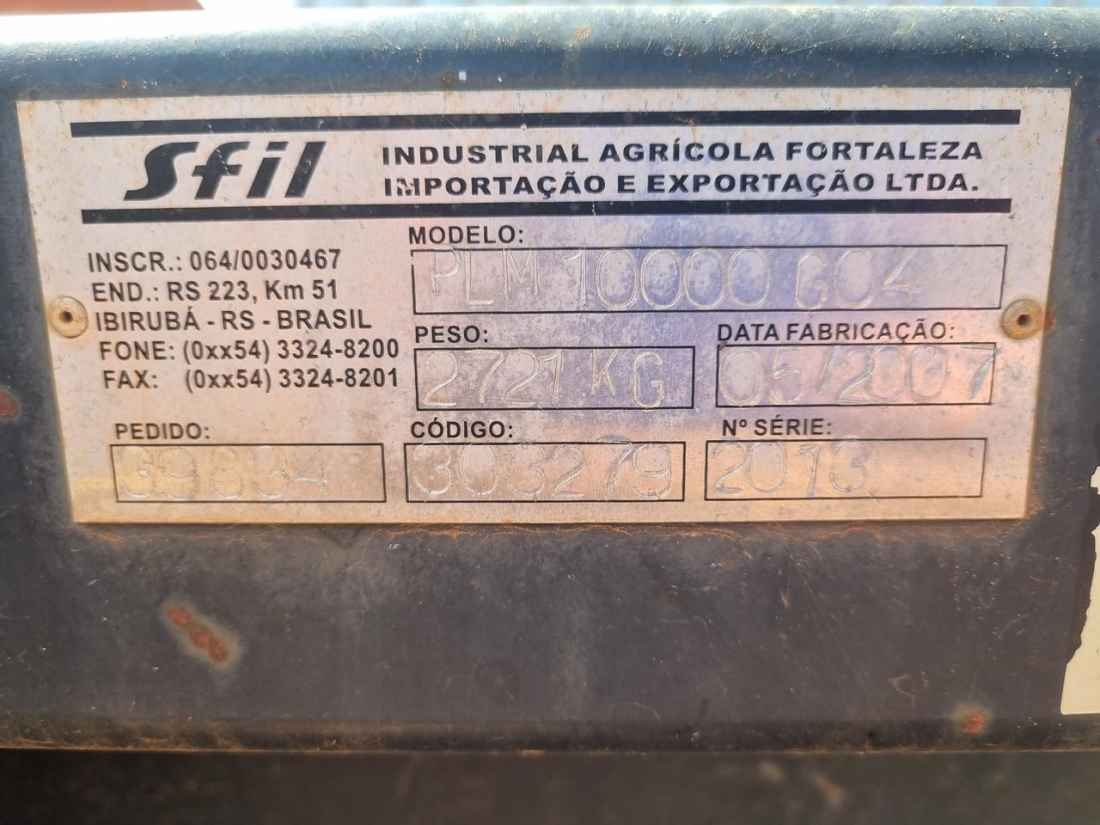 Sfil
INDUSTRIAL AGRÍCOLA FORTALEZA
IMPORTAÇÃO E EXPORTAÇÃO LTDA.
INSCR.: 064/0030467
END.: RS 223, Km 51
IBIRUBÁ - RS - BRASIL
FONE: (0xx54) 3324-8200
FAX: (0xx54) 3324-8201
MODELO:
PLM 10000 GO4
PESO:
2721 KG
DATA FABRICAÇÃO:
05/2007
PEDIDO:
CÓDIGO:
303279
Nº SÉRIE:
2013